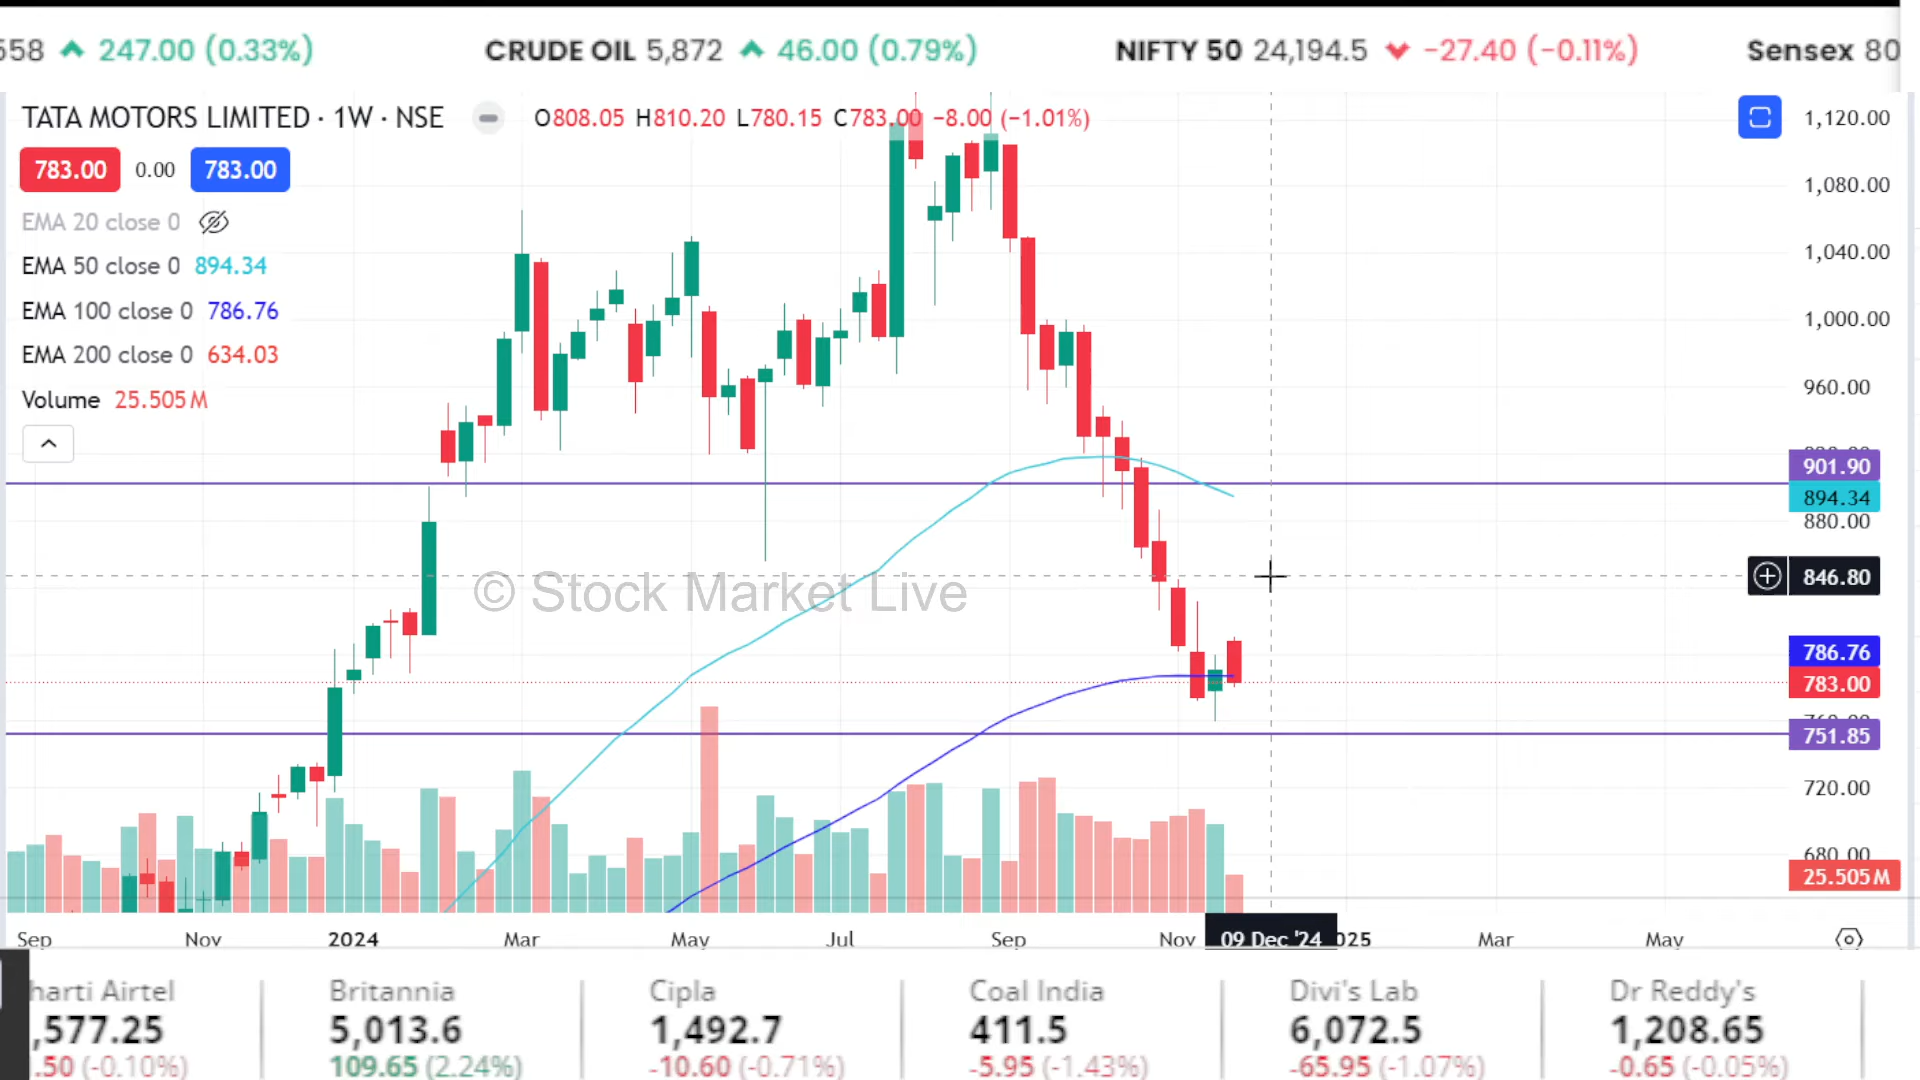 558 247.00 (0.33%) CRUDE OIL 5,872 46.00 (0.79%) NIFTY 50 24,194.5 -27.40 (-0.11%) Sensex 80
TATA MOTORS LIMITED · 1W · NSE O808.05 H810.20 L780.15 C783.00 -8.00 (-1.01%)
783.00 0.00 783.00
EMA 20 close 0
EMA 50 close 0 894.34
EMA 100 close 0 786.76
EMA 200 close 0 634.03
Volume 25.505 M
1,120.00
1,080.00
1,040.00
1,000.00
960.00
901.90
894.34
880.00
846.80
786.76
783.00
751.85
720.00
680.00
25.505 M
© Stock Market Live
Sep Nov 2024 Mar May Jul Sep Nov 09 Dec '24 025 Mar May
harti Airtel Britannia Cipla Coal India Divi's Lab Dr Reddy's
,577.25 5,013.6 1,492.7 411.5 6,072.5 1,208.65
.50 (-0.10%) 109.65 (2.24%) -10.60 (-0.71%) -5.95 (-1.43%) -65.95 (-1.07%) -0.65 (-0.05%)